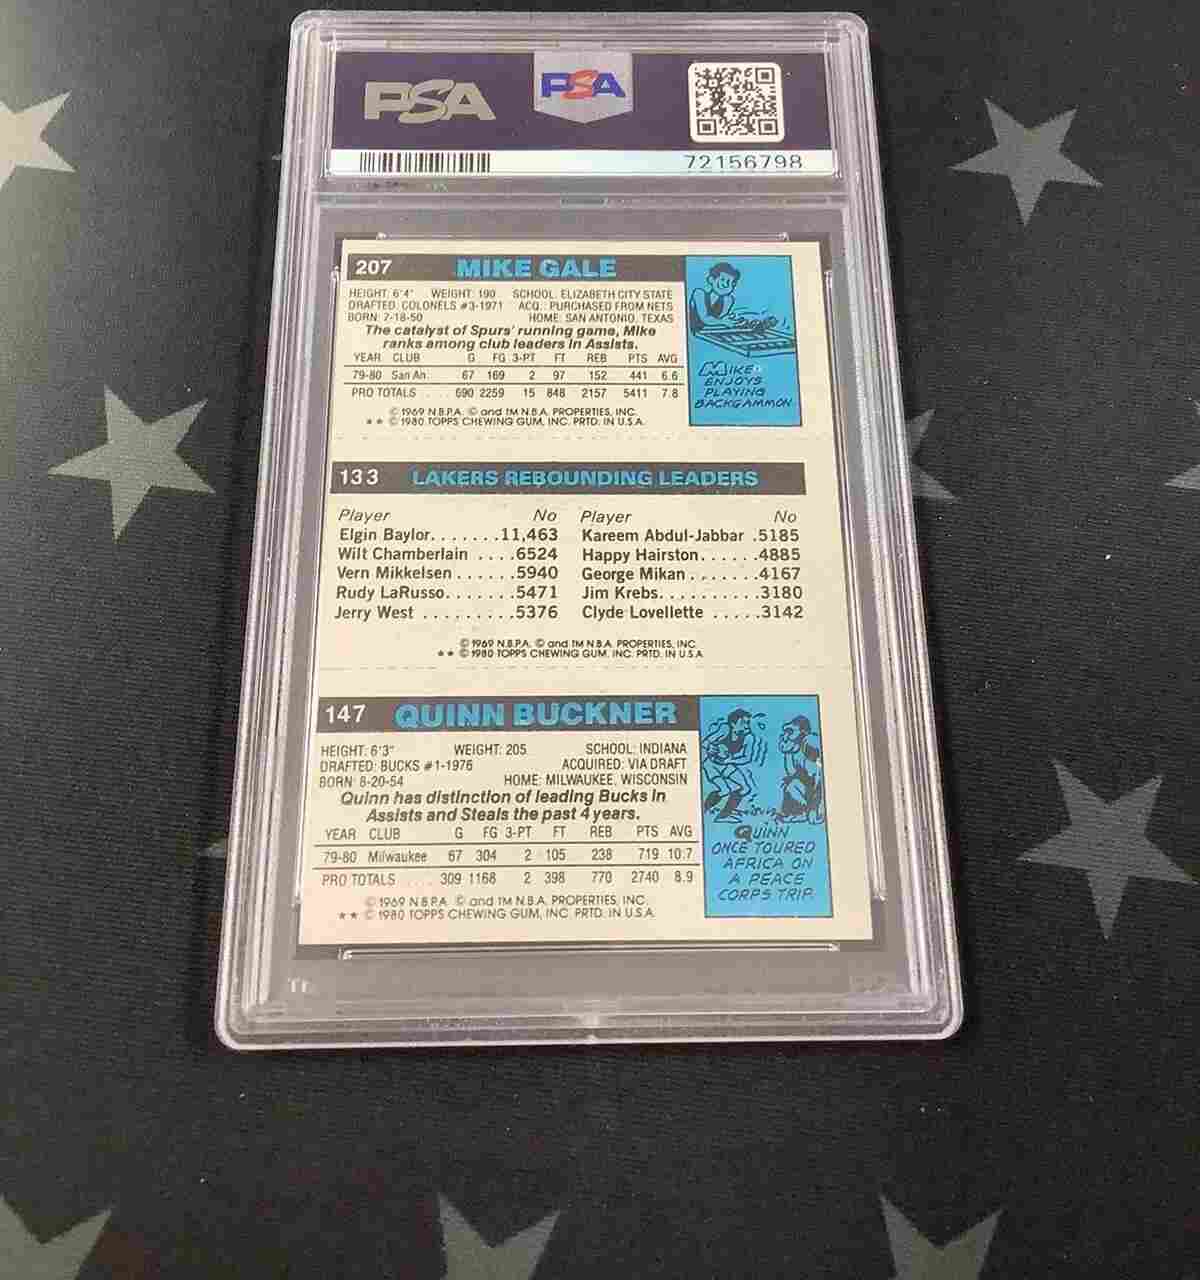 PSA
PSA
72156798
207 MIKE GALE
HEIGHT: 6'4" WEIGHT: 190 SCHOOL: ELIZABETH CITY STATE
DRAFTED: COLONELS #3-1971 ACQ.: PURCHASED FROM NETS
BORN: 7-18-50 HOME: SAN ANTONIO, TEXAS
The catalyst of Spurs' running game, Mike
ranks among club leaders in Assists.
YEAR CLUB G FG 3-PT FT REB PTS AVG
79-80 San An. 67 169 2 97 152 441 6.6
PRO TOTALS . . . . 690 2259 15 848 2157 5411 7.8
© 1969 N.B.P.A. © and TM N.B.A. PROPERTIES, INC.
** © 1980 TOPPS CHEWING GUM, INC. PRTD. IN U.S.A.
MIKE
ENJOYS
PLAYING
BACKGAMMON.
133 LAKERS REBOUNDING LEADERS
Player No Player No
Elgin Baylor. . . . . . .11,463 Kareem Abdul-Jabbar .5185
Wilt Chamberlain . . . .6524 Happy Hairston. . . . . .4885
Vern Mikkelsen . . . . . .5940 George Mikan . . . . . . .4167
Rudy LaRusso. . . . . . .5471 Jim Krebs. . . . . . . . . .3180
Jerry West . . . . . . . . .5376 Clyde Lovellette . . . . .3142
© 1969 N.B.P.A. © and TM N.B.A. PROPERTIES, INC.
** © 1980 TOPPS CHEWING GUM, INC. PRTD. IN U.S.A.
147 QUINN BUCKNER
HEIGHT: 6'3" WEIGHT: 205 SCHOOL: INDIANA
DRAFTED: BUCKS #1-1976 ACQUIRED: VIA DRAFT
BORN: 8-20-54 HOME: MILWAUKEE, WISCONSIN
Quinn has distinction of leading Bucks in
Assists and Steals the past 4 years.
YEAR CLUB G FG 3-PT FT REB PTS AVG
79-80 Milwaukee 67 304 2 105 238 719 10.7
PRO TOTALS . . . . 309 1168 2 398 770 2740 8.9
© 1969 N.B.P.A. © and TM N.B.A. PROPERTIES, INC.
** © 1980 TOPPS CHEWING GUM, INC. PRTD. IN U.S.A.
QUINN
ONCE TOURED
AFRICA ON
A PEACE
CORPS TRIP.